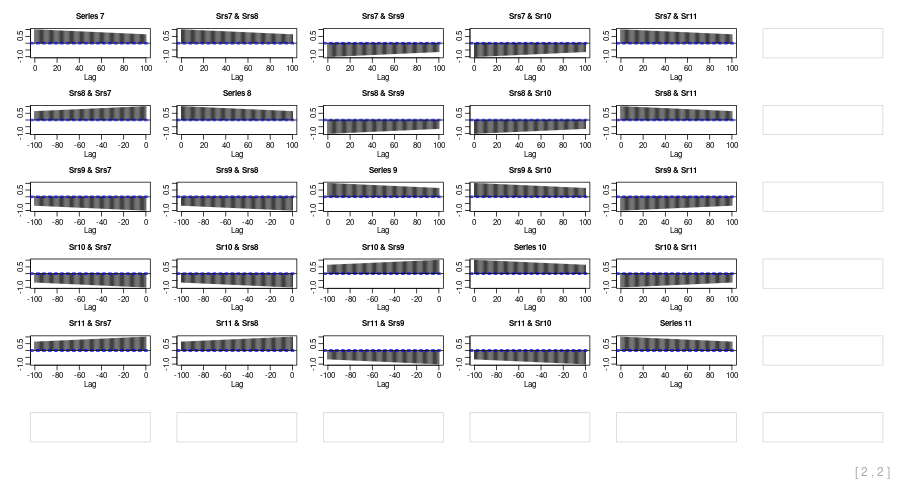 Series 7 Srs7 & Srs8 Srs7 & Srs9 Srs7 & Sr10 Srs7 & Sr11
-1.0 0.5 -1.0 0.5 -1.0 0.5 -1.0 0.5 -1.0 0.5
0 20 40 60 80 100 0 20 40 60 80 100 0 20 40 60 80 100 0 20 40 60 80 100 0 20 40 60 80 100
Lag Lag Lag Lag Lag
Srs8 & Srs7 Series 8 Srs8 & Srs9 Srs8 & Sr10 Srs8 & Sr11
-1.0 0.5 -1.0 0.5 -1.0 0.5 -1.0 0.5 -1.0 0.5
-100 -80 -60 -40 -20 0 0 20 40 60 80 100 0 20 40 60 80 100 0 20 40 60 80 100 0 20 40 60 80 100
Lag Lag Lag Lag Lag
Srs9 & Srs7 Srs9 & Srs8 Series 9 Srs9 & Sr10 Srs9 & Sr11
-1.0 0.5 -1.0 0.5 -1.0 0.5 -1.0 0.5 -1.0 0.5
-100 -80 -60 -40 -20 0 -100 -80 -60 -40 -20 0 0 20 40 60 80 100 0 20 40 60 80 100 0 20 40 60 80 100
Lag Lag Lag Lag Lag
Sr10 & Srs7 Sr10 & Srs8 Sr10 & Srs9 Series 10 Sr10 & Sr11
-1.0 0.5 -1.0 0.5 -1.0 0.5 -1.0 0.5 -1.0 0.5
-100 -80 -60 -40 -20 0 -100 -80 -60 -40 -20 0 -100 -80 -60 -40 -20 0 0 20 40 60 80 100 0 20 40 60 80 100
Lag Lag Lag Lag Lag
Sr11 & Srs7 Sr11 & Srs8 Sr11 & Srs9 Sr11 & Sr10 Series 11
-1.0 0.5 -1.0 0.5 -1.0 0.5 -1.0 0.5 -1.0 0.5
-100 -80 -60 -40 -20 0 -100 -80 -60 -40 -20 0 -100 -80 -60 -40 -20 0 -100 -80 -60 -40 -20 0 0 20 40 60 80 100
Lag Lag Lag Lag Lag
[ 2 , 2 ]